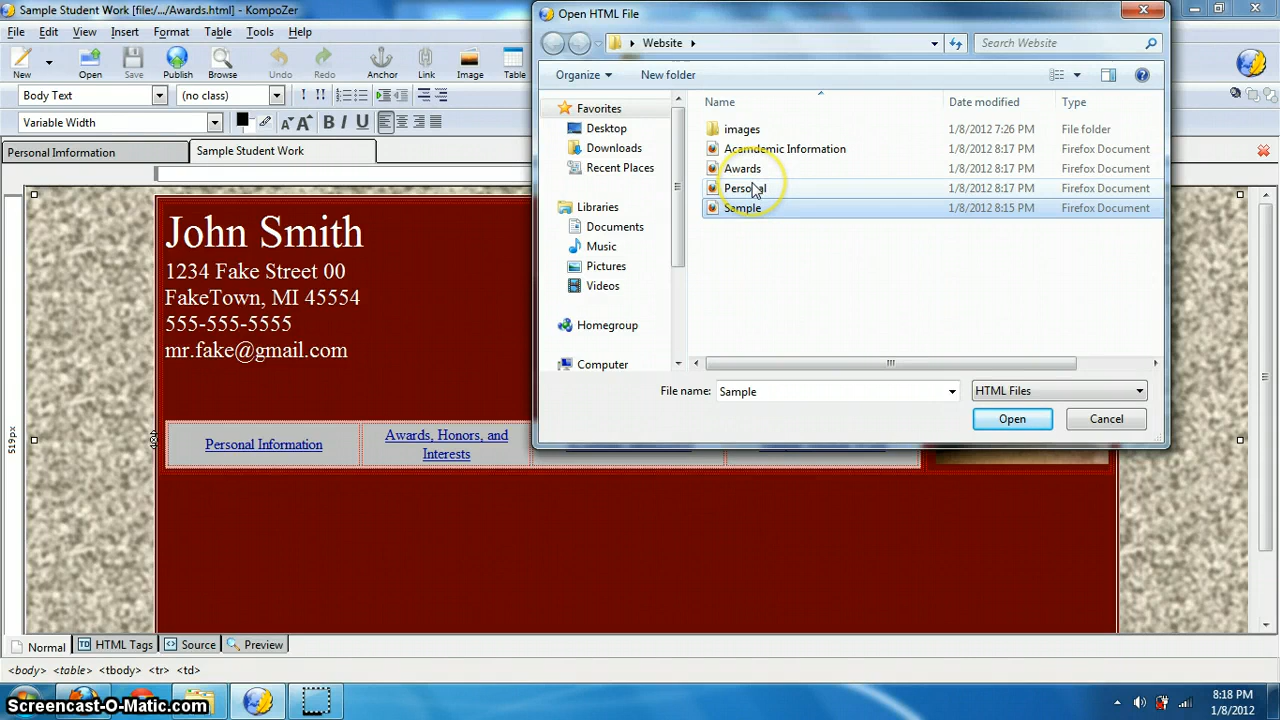 Sample Student Work [file:/.../Awards.html] - KompoZer
File Edit View Insert Format Table Tools Help
New Open Save Publish Browse Undo Redo Anchor Link Image Table
Body Text (no class)
Variable Width
Personal Imformation Sample Student Work
519px
John Smith
1234 Fake Street 00
FakeTown, MI 45554
555-555-5555
mr.fake@gmail.com
Personal Information
Awards, Honors, and
Interests
Open HTML File
Website
Search Website
Organize New folder
Name Date modified Type
images 1/8/2012 7:26 PM File folder
Acamdemic Information 1/8/2012 8:17 PM Firefox Document
Awards 1/8/2012 8:17 PM Firefox Document
Personal 1/8/2012 8:17 PM Firefox Document
Sample 1/8/2012 8:15 PM Firefox Document
Favorites
Desktop
Downloads
Recent Places
Libraries
Documents
Music
Pictures
Videos
Homegroup
Computer
File name: Sample HTML Files
Open Cancel
Normal HTML Tags Source Preview
<body> <table> <tbody> <tr> <td>
Screencast-O-Matic.com
8:18 PM
1/8/2012